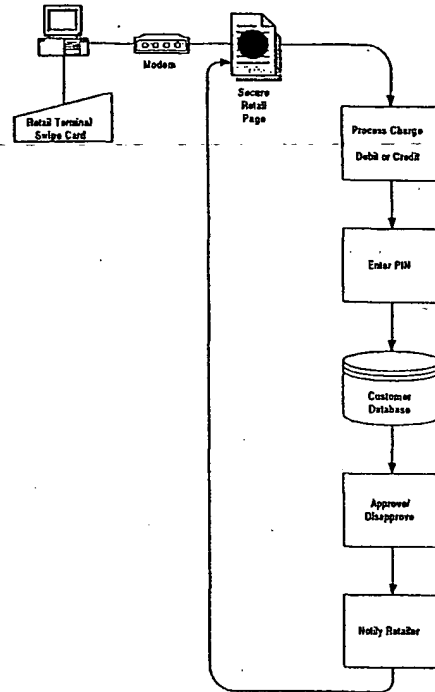 Modem
Secure
Retail
Page
Retail Terminal
Swipe Card
Process Charge
Debit or Credit
Enter PIN
Customer
Database
Approve/
Disapprove
Notify Retailer